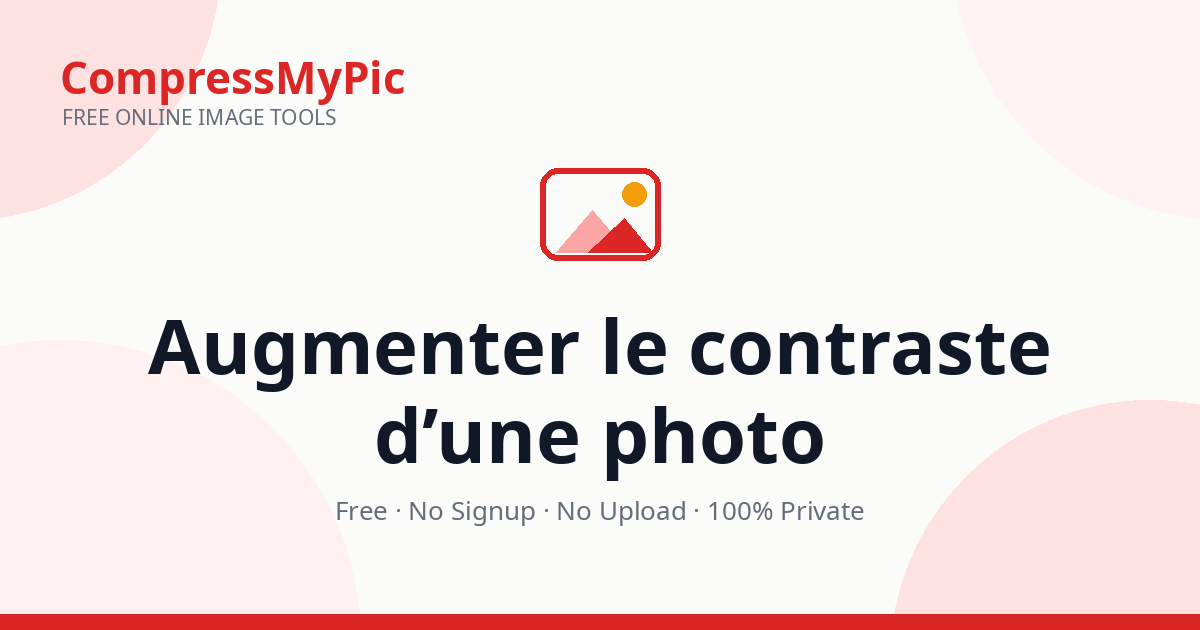 CompressMyPic
FREE ONLINE IMAGE TOOLS
Augmenter le contraste
d’une photo
Free · No Signup · No Upload · 100% Private